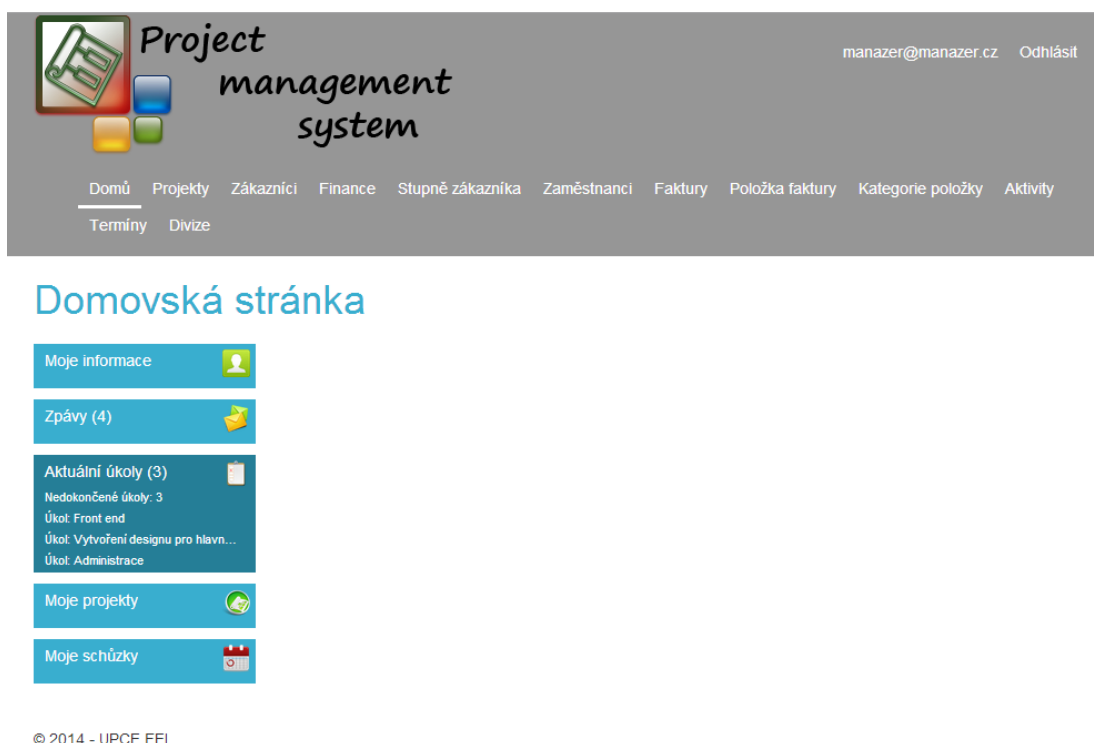 Project
management
system
manazer@manazer.cz Odhlásit
Domů Projekty Zákazníci Finance Stupně zákazníka Zaměstnanci Faktury Položka faktury Kategorie položky Aktivity
Termíny Divize
Domovská stránka
Moje informace
Zpávy (4)
Aktuální úkoly (3)
Nedokončené úkoly: 3
Úkol: Front end
Úkol: Vytvoření designu pro hlavn...
Úkol: Administrace
Moje projekty
Moje schůzky
© 2014 - UPCE FEI